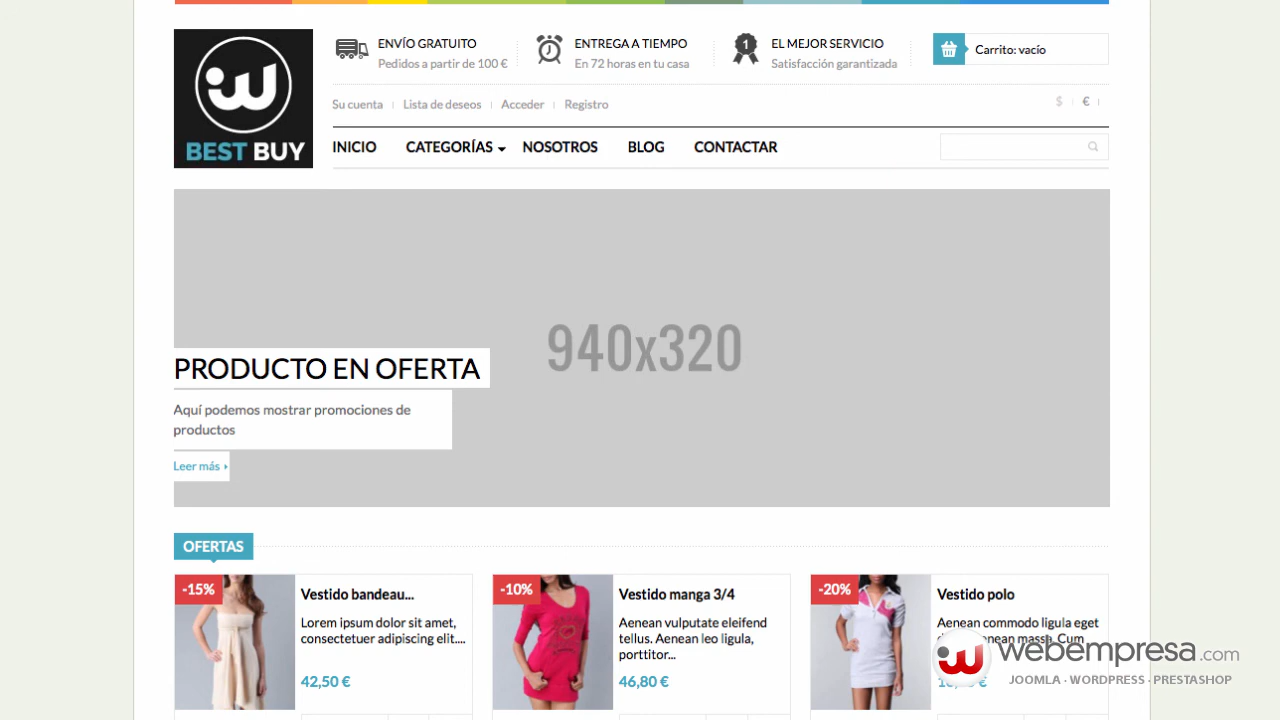 ENVÍO GRATUITO
Pedidos a partir de 100 €
ENTREGA A TIEMPO
En 72 horas en tu casa
1
EL MEJOR SERVICIO
Satisfacción garantizada
Carrito: vacío
BEST BUY
Su cuenta
Lista de deseos
Acceder
Registro
$
€
INICIO
CATEGORÍAS
NOSOTROS
BLOG
CONTACTAR
940x320
PRODUCTO EN OFERTA
Aquí podemos mostrar promociones de
productos
Leer más
OFERTAS
-15%
Vestido bandeau...
Lorem ipsum dolor sit amet,
consectetuer adipiscing elit....
42,50 €
-10%
Vestido manga 3/4
Aenean vulputate eleifend
tellus. Aenean leo ligula,
porttitor...
46,80 €
-20%
Vestido polo
Aenean commodo ligula eget
massa. Cum
€
webempresa.com
JOOMLA · WORDPRESS · PRESTASHOP